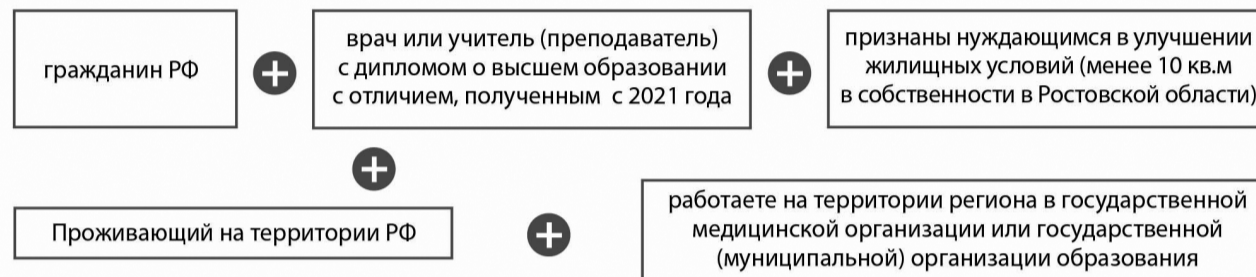 гражданин РФ
врач или учитель (преподаватель)
с дипломом о высшем образовании
с отличием, полученным с 2021 года
признаны нуждающимся в улучшении
жилищных условий (менее 10 кв.м
в собственности в Ростовской области)
Проживающий на территории РФ
работаете на территории региона в государственной
медицинской организации или государственной
(муниципальной) организации образования